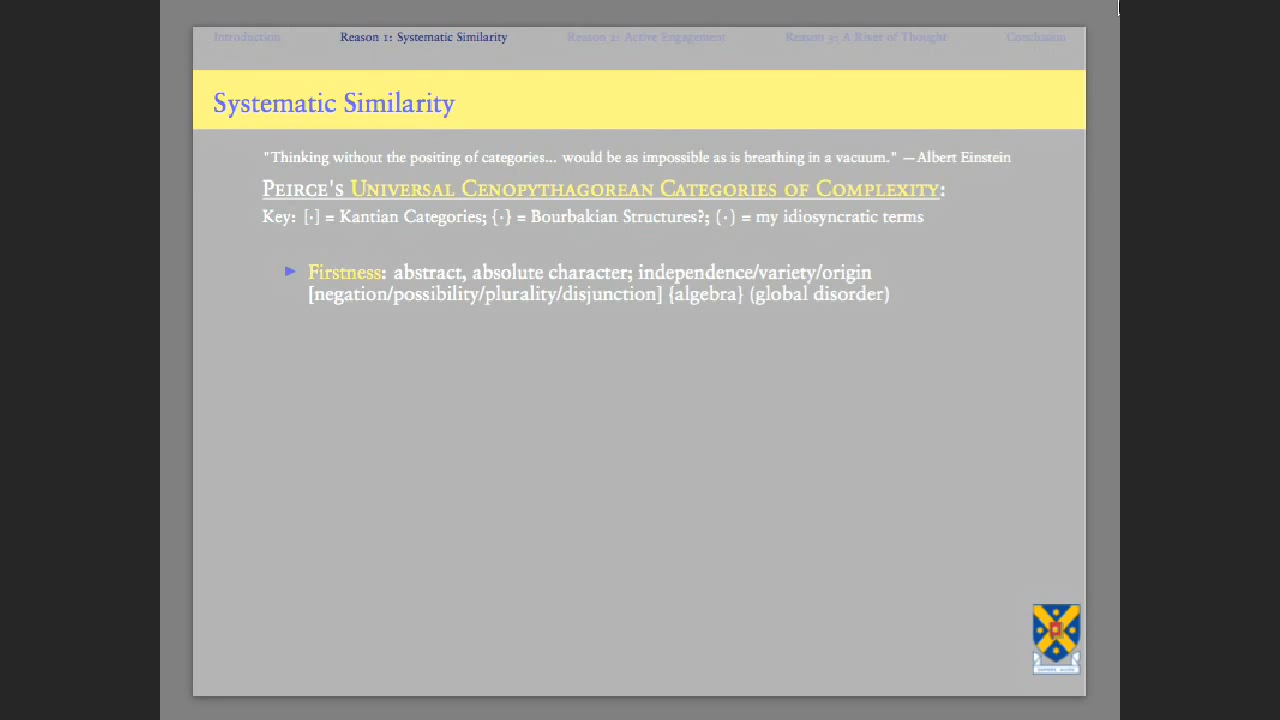 Introduction Reason 1: Systematic Similarity Reason 2: Active Engagement Reason 3: A River of Thought Conclusion
Systematic Similarity
"Thinking without the positing of categories... would be as impossible as is breathing in a vacuum." —Albert Einstein
Peirce's Universal Cenopythagorean Categories of Complexity:
Key: [·] = Kantian Categories; {·} = Bourbakian Structures?; (·) = my idiosyncratic terms
► Firstness: abstract, absolute character; independence/variety/origin
[negation/possibility/plurality/disjunction] {algebra} (global disorder)